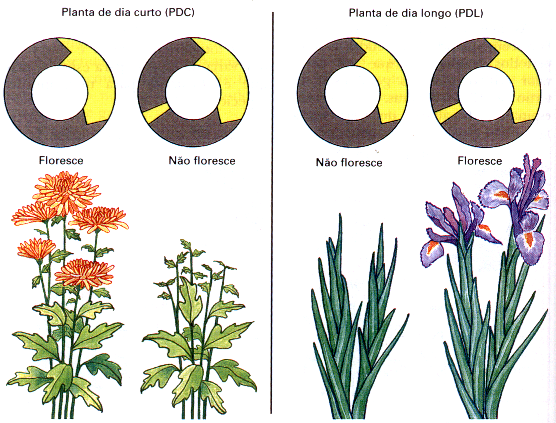 Planta de dia curto (PDC)
Floresce
Não floresce
Planta de dia longo (PDL)
Não floresce
Floresce